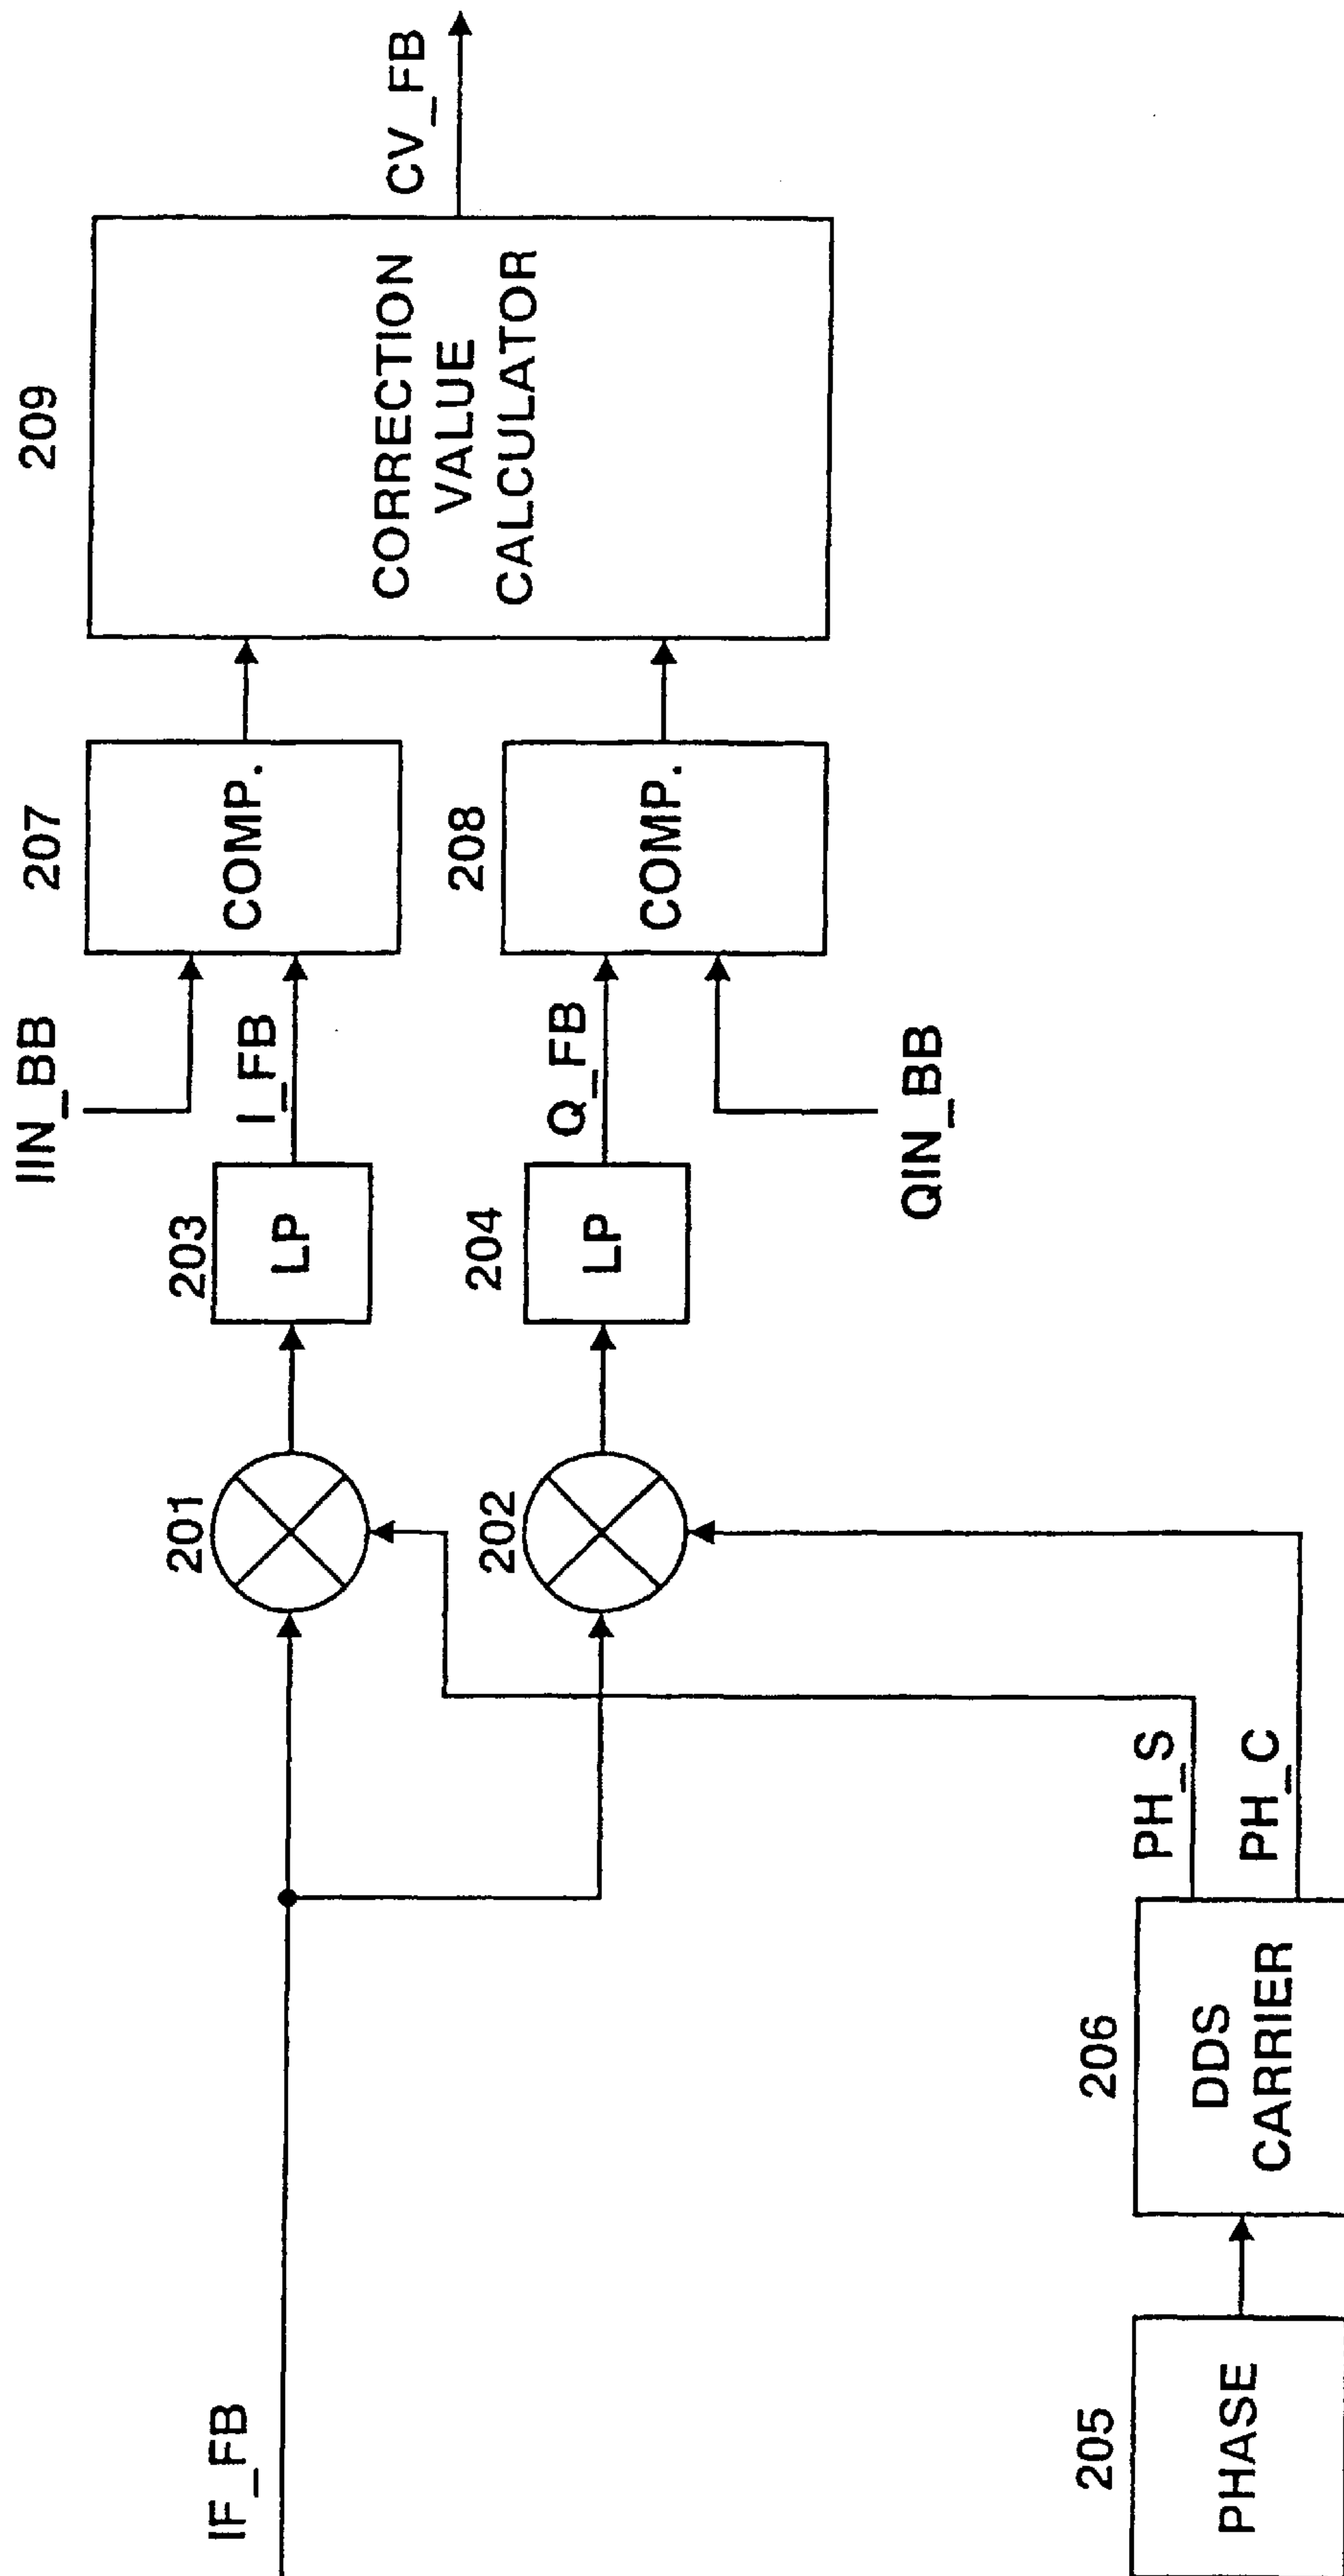 IF_FB
201
202
203
LP
204
LP
IIN_BB
I_FB
Q_FB
QIN_BB
207
COMP.
208
COMP.
209
CORRECTION
VALUE
CALCULATOR
CV_FB
205
PHASE
206
DDS
CARRIER
PH_S
PH_C